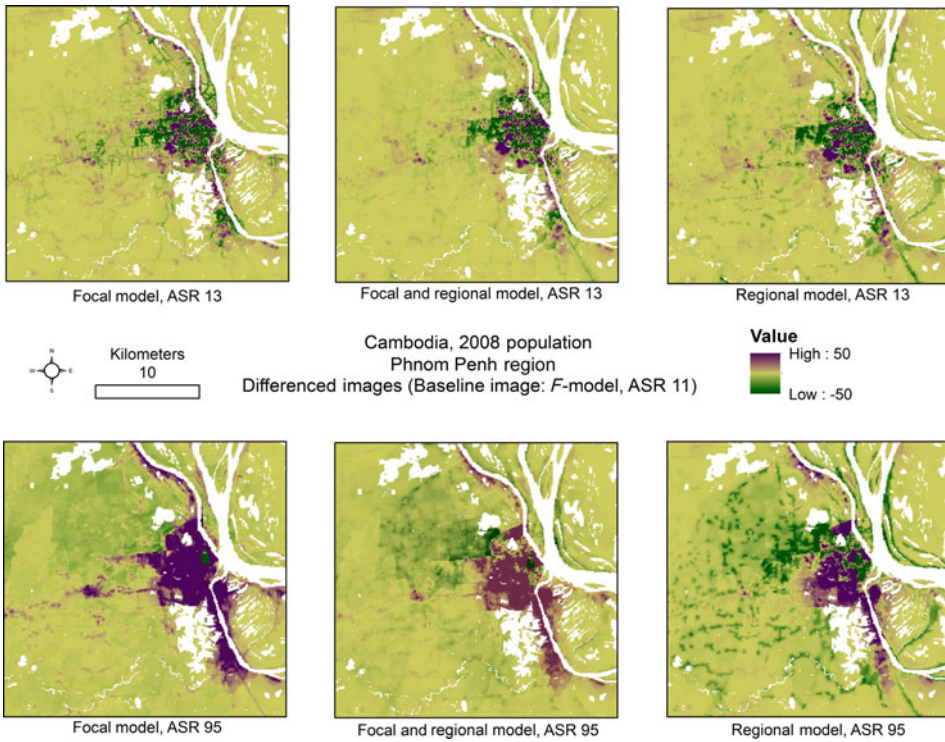 Focal model, ASR 13
Focal and regional model, ASR 13
Regional model, ASR 13
N
W
E
S
Kilometers
10
Cambodia, 2008 population
Phnom Penh region
Differenced images (Baseline image: F-model, ASR 11)
Value
High : 50
Low : -50
Focal model, ASR 95
Focal and regional model, ASR 95
Regional model, ASR 95